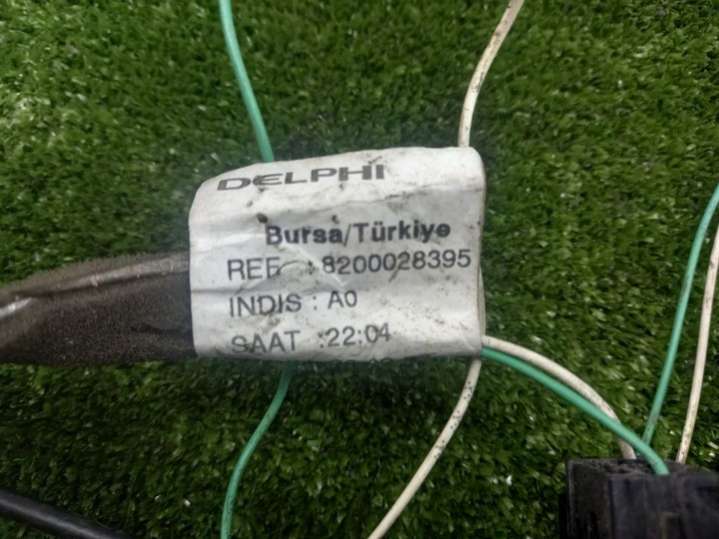 DELPHI
Bursa/Türkiye
REF : 8200028395
INDIS : A0
SAAT :22:04